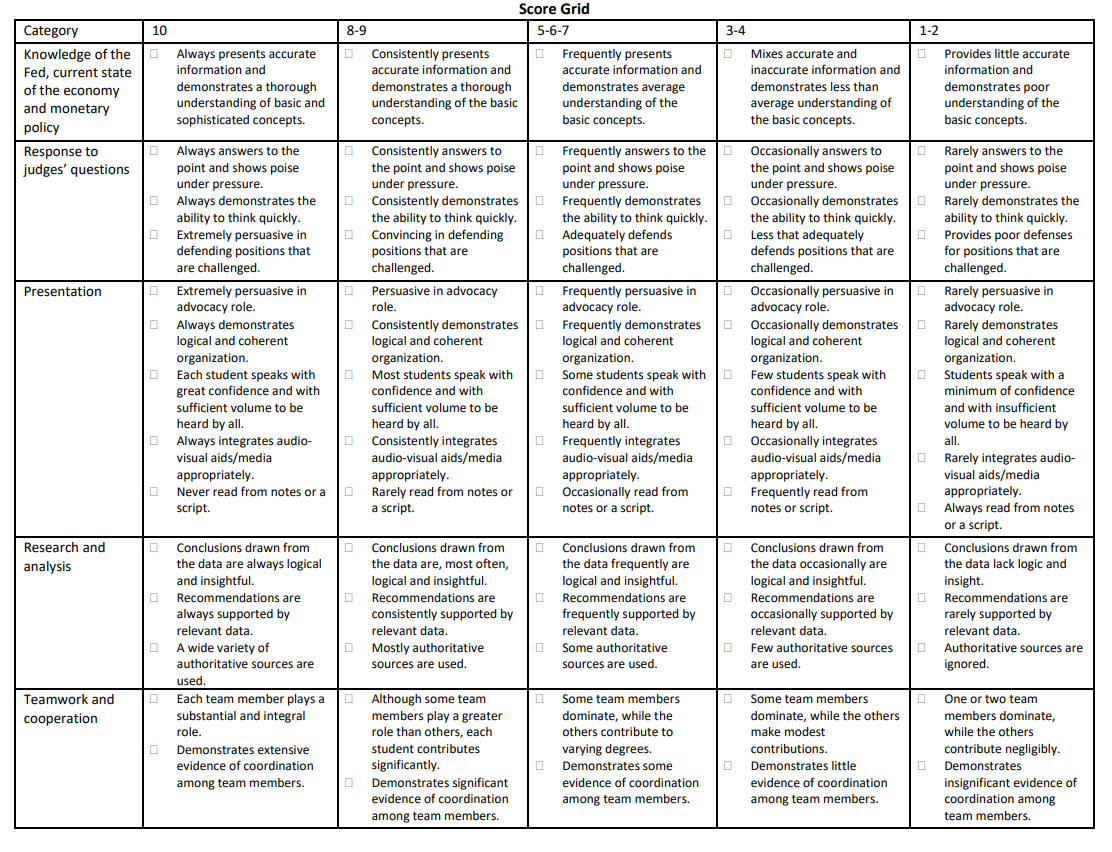 Score Grid
Category
10
8-9
5-6-7
3-4
1-2
Knowledge of the
Fed, current state
of the economy
and monetary
policy
Always presents accurate
information and
demonstrates a thorough
understanding of basic and
sophisticated concepts.
Consistently presents
accurate information and
demonstrates a thorough
understanding of the basic
concepts.
Frequently presents
accurate information and
demonstrates average
understanding of the
basic concepts.
Mixes accurate and
inaccurate information and
demonstrates less than
average understanding of
the basic concepts.
Provides little accurate
information and
demonstrates poor
understanding of the
basic concepts.
Response to
judges’ questions
Always answers to the
point and shows poise
under pressure.
Always demonstrates the
ability to think quickly.
Extremely persuasive in
defending positions that
are challenged.
Consistently answers to
the point and shows poise
under pressure.
Consistently demonstrates
the ability to think quickly.
Convincing in defending
positions that are
challenged.
Frequently answers to the
point and shows poise
under pressure.
Frequently demonstrates
the ability to think quickly.
Adequately defends
positions that are
challenged.
Occasionally answers to
the point and shows poise
under pressure.
Occasionally demonstrates
the ability to think quickly.
Less that adequately
defends positions that are
challenged.
Rarely answers to the
point and shows poise
under pressure.
Rarely demonstrates the
ability to think quickly.
Provides poor defenses
for positions that are
challenged.
Presentation
Extremely persuasive in
advocacy role.
Always demonstrates
logical and coherent
organization.
Each student speaks with
great confidence and with
sufficient volume to be
heard by all.
Always integrates audio-
visual aids/media
appropriately.
Never read from notes or a
script.
Persuasive in advocacy
role.
Consistently demonstrates
logical and coherent
organization.
Most students speak with
confidence and with
sufficient volume to be
heard by all.
Consistently integrates
audio-visual aids/media
appropriately.
Rarely read from notes or
a script.
Frequently persuasive in
advocacy role.
Frequently demonstrates
logical and coherent
organization.
Some students speak with
confidence and with
sufficient volume to be
heard by all.
Frequently integrates
audio-visual aids/media
appropriately.
Occasionally read from
notes or a script.
Occasionally persuasive in
advocacy role.
Occasionally demonstrates
logical and coherent
organization.
Few students speak with
confidence and with
sufficient volume to be
heard by all.
Occasionally integrates
audio-visual aids/media
appropriately.
Frequently read from
notes or a script.
Rarely persuasive in
advocacy role.
Rarely demonstrates
logical and coherent
organization.
Students speak with a
minimum of confidence
and with insufficient
volume to be heard by
all.
Rarely integrates audio-
visual aids/media
appropriately.
Always read from notes
or a script.
Research and
analysis
Conclusions drawn from
the data are always logical
and insightful.
Recommendations are
always supported by
relevant data.
A wide variety of
authoritative sources are
used.
Conclusions drawn from
the data are, most often,
logical and insightful.
Recommendations are
consistently supported by
relevant data.
Mostly authoritative
sources are used.
Conclusions drawn from
the data frequently are
logical and insightful.
Recommendations are
frequently supported by
relevant data.
Some authoritative
sources are used.
Conclusions drawn from
the data occasionally are
logical and insightful.
Recommendations are
occasionally supported by
relevant data.
Few authoritative sources
are used.
Conclusions drawn from
the data lack logic and
insight.
Recommendations are
rarely supported by
relevant data.
Authoritative sources are
ignored.
Teamwork and
cooperation
Each team member plays a
substantial and integral
role.
Demonstrates extensive
evidence of coordination
among team members.
Although some team
members play a greater
role than others, each
student contributes
significantly.
Demonstrates significant
evidence of coordination
among team members.
Some team members
dominate, while the
others contribute to
varying degrees.
Demonstrates some
evidence of coordination
among team members.
Some team members
dominate, while the others
make modest
contributions.
Demonstrates little
evidence of coordination
among team members.
One or two team
members dominate,
while the others
contribute negligibly.
Demonstrates
insignificant evidence of
coordination among
team members.